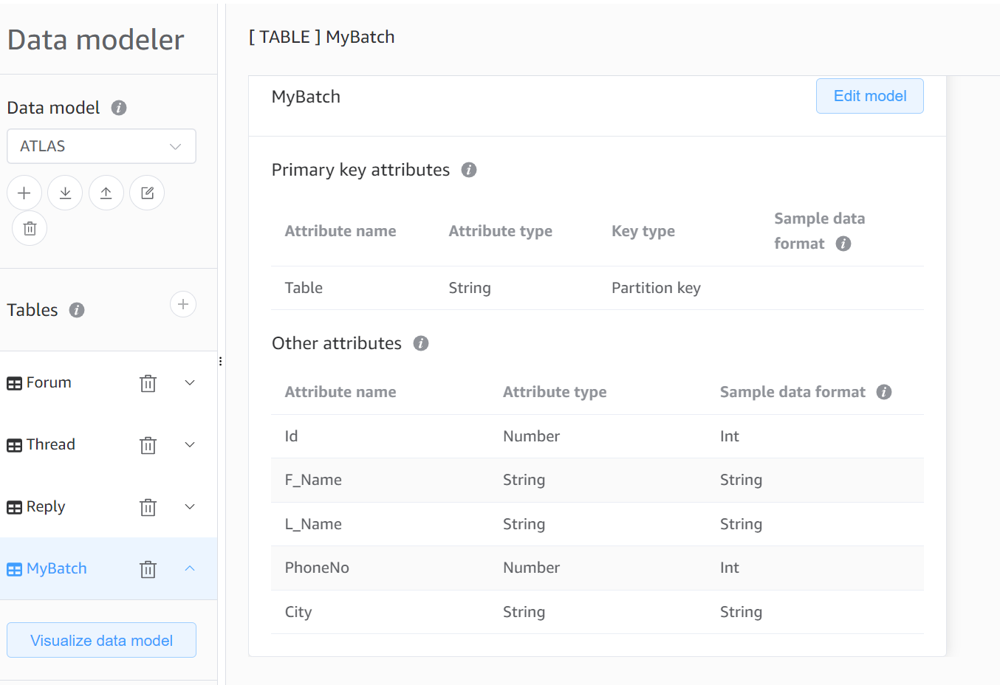 Data modeler
Data model
ATLAS
Tables
Forum
Thread
Reply
MyBatch
Visualize data model
[ TABLE ] MyBatch
MyBatch
Edit model
Primary key attributes
Attribute name Attribute type Key type Sample data
format
Table String Partition key
Other attributes
Attribute name Attribute type Sample data format
Id Number Int
F_Name String String
L_Name String String
PhoneNo Number Int
City String String